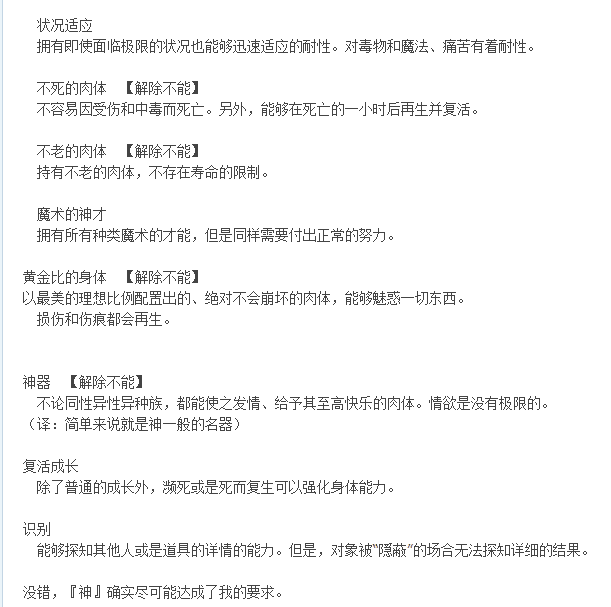 状况适应
拥有即使面临极限的状况也能够迅速适应的耐性。对毒物和魔法、痛苦有着耐性。
不死的肉体　【解除不能】
不容易因受伤和中毒而死亡。另外，能够在死亡的一小时后再生并复活。
不老的肉体　【解除不能】
持有不老的肉体，不存在寿命的限制。
魔术的神才
拥有所有种类魔术的才能，但是同样需要付出正常的努力。
黄金比的身体　【解除不能】
以最美的理想比例配置出的、绝对不会崩坏的肉体，能够魅惑一切东西。
损伤和伤痕都会再生。
神器　【解除不能】
不论同性异性异种族，都能使之发情、给予其至高快乐的肉体。情欲是没有极限的。
（译：简单来说就是神一般的名器）
复活成长
除了普通的成长外，濒死或是死而复生可以强化身体能力。
识别
能够探知其他人或是道具的详情的能力。但是，对象被“隐蔽”的场合无法探知详细的结果。
没错，『神』确实尽可能达成了我的要求。